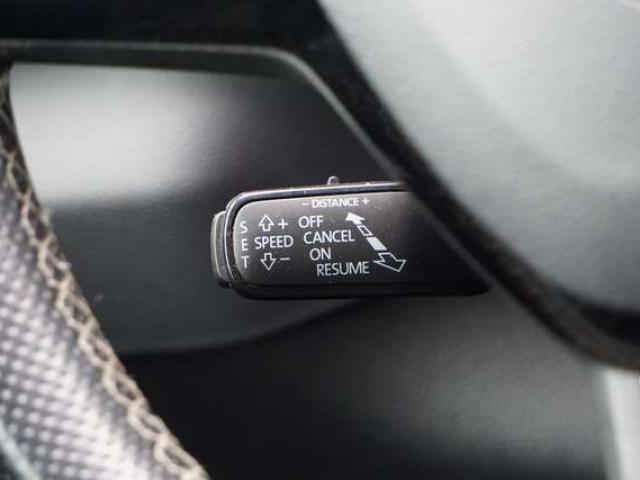 - DISTANCE +
S + OFF
E SPEED CANCEL
T - ON
RESUME